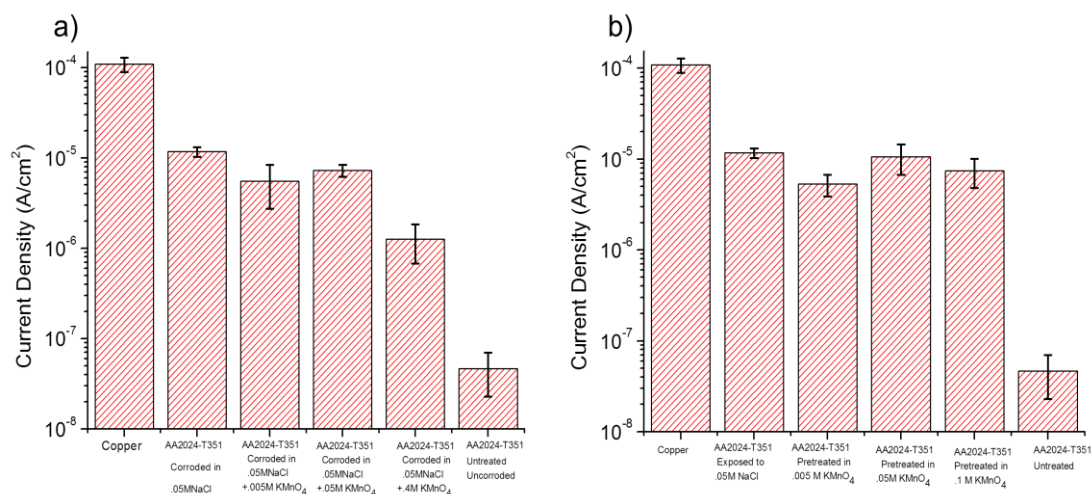 a)
Current Density (A/cm²)
10⁻⁴
10⁻⁵
10⁻⁶
10⁻⁷
10⁻⁸
Copper
AA2024-T351
Corroded in
.05MNaCl
AA2024-T351
Corroded in
.05MNaCl
+.005M KMnO₄
AA2024-T351
Corroded in
.05MNaCl
+.05M KMnO₄
AA2024-T351
Corroded in
.05MNaCl
+.4M KMnO₄
AA2024-T351
Untreated
Uncorroded
b)
Current Density (A/cm²)
10⁻⁴
10⁻⁵
10⁻⁶
10⁻⁷
10⁻⁸
Copper
AA2024-T351
Exposed to
.05M NaCl
AA2024-T351
Pretreated in
.005 M KMnO₄
AA2024-T351
Pretreated in
.05M KMnO₄
AA2024-T351
Pretreated in
.1 M KMnO₄
AA2024-T351
Untreated